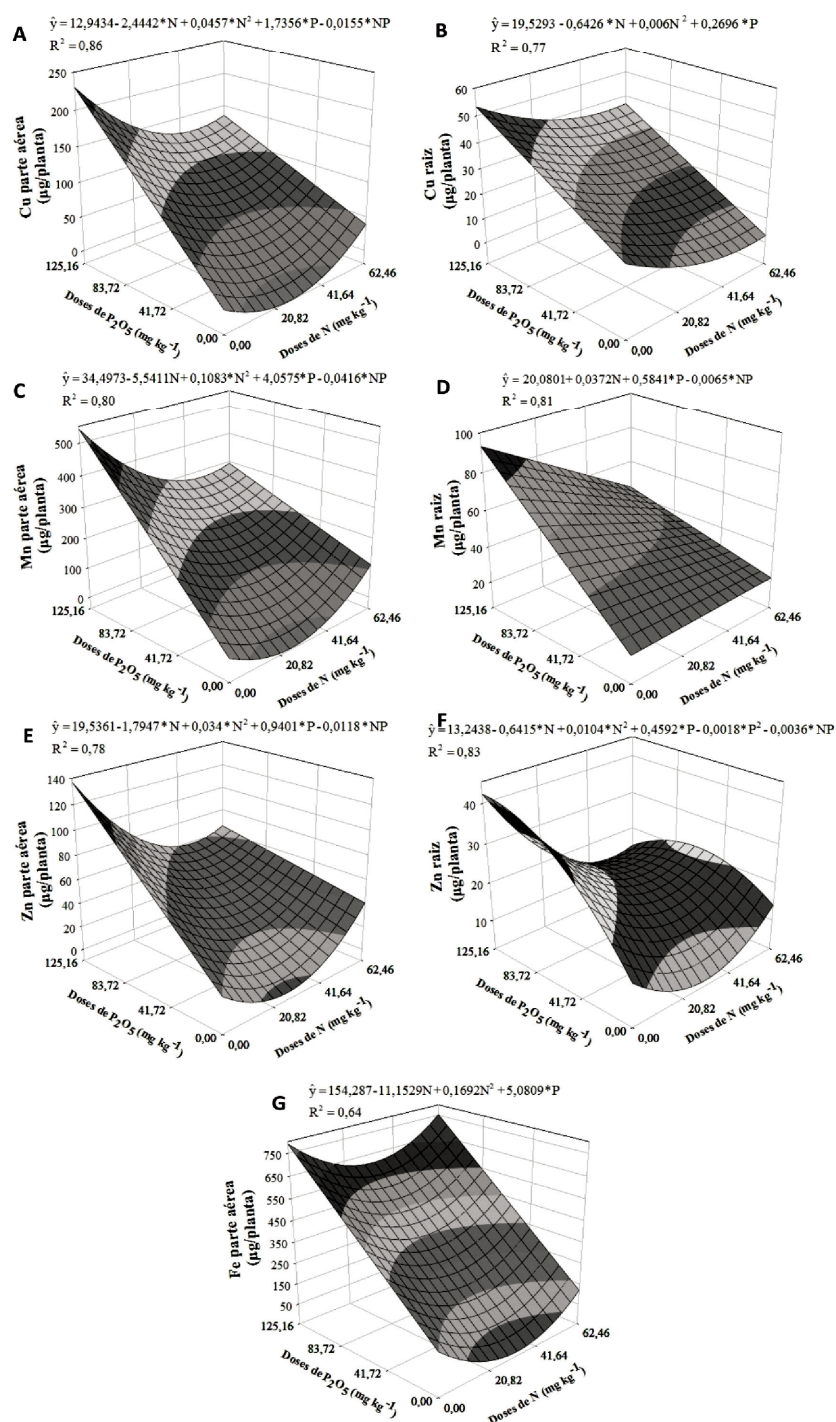 A
ŷ = 12,9434-2,4442*N + 0,0457*N² + 1,7356*P-0,0155*NP
R² = 0,86
250
200
150
100
50
0
Cu parte aérea
(µg/planta)
125,16
83,72
41,72
0,00
Doses de P₂O₅ (mg kg⁻¹)
0,00
20,82
41,64
62,46
Doses de N (mg kg⁻¹)
B
ŷ = 19,5293 -0,6426 *N + 0,006N² + 0,2696 *P
R² = 0,77
60
50
40
30
20
10
0
Cu raiz
(µg/planta)
125,16
83,72
41,72
0,00
Doses de P₂O₅ (mg kg⁻¹)
0,00
20,82
41,64
62,46
Doses de N (mg kg⁻¹)
C
ŷ = 34,4973-5,5411N + 0,1083*N² + 4,0575*P-0,0416*NP
R² = 0,80
500
400
300
200
100
0
Mn parte aérea
(µg/planta)
125,16
83,72
41,72
0,00
Doses de P₂O₅ (mg kg⁻¹)
0,00
20,82
41,64
62,46
Doses de N (mg kg⁻¹)
D
ŷ = 20,0801+ 0,0372N + 0,5841*P-0,0065*NP
R² = 0,81
100
80
60
40
20
Mn raiz
(µg/planta)
125,16
83,72
41,72
0,00
Doses de P₂O₅ (mg kg⁻¹)
0,00
20,82
41,64
62,46
Doses de N (mg kg⁻¹)
E
ŷ = 19,5361-1,7947*N + 0,034*N² + 0,9401*P-0,0118*NP
R² = 0,78
140
120
100
80
60
40
20
0
Zn parte aérea
(µg/planta)
125,16
83,72
41,72
0,00
Doses de P₂O₅ (mg kg⁻¹)
0,00
20,82
41,64
62,46
Doses de N (mg kg⁻¹)
F
ŷ = 13,2438-0,6415*N + 0,0104*N² + 0,4592*P-0,0018*P²-0,0036*NP
R² = 0,83
40
30
20
10
Zn raiz
(µg/planta)
125,16
83,72
41,72
0,00
Doses de P₂O₅ (mg kg⁻¹)
0,00
20,82
41,64
62,46
Doses de N (mg kg⁻¹)
G
ŷ = 154,287-11,1529N + 0,1692N² + 5,0809*P
R² = 0,64
750
650
550
450
350
250
150
50
Fe parte aérea
(µg/planta)
125,16
83,72
41,72
0,00
Doses de P₂O₅ (mg kg⁻¹)
0,00
20,82
41,64
62,46
Doses de N (mg kg⁻¹)